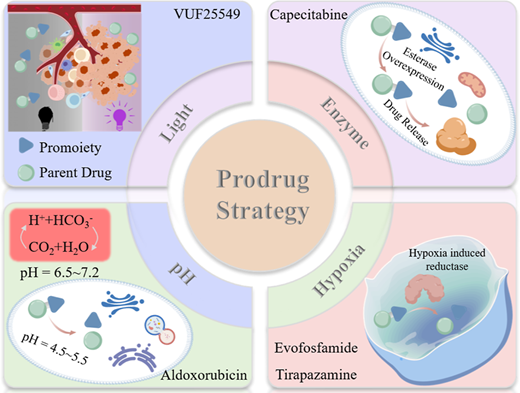 VUF25549
Promoiety
Parent Drug
Light
Capecitabine
Esterase
Overexpression
Drug Release
Enzyme
Prodrug
Strategy
H⁺+HCO₃⁻
CO₂+H₂O
pH = 6.5~7.2
pH = 4.5~5.5
Aldoxorubicin
pH
Hypoxia
Hypoxia induced
reductase
Evofosfamide
Tirapazamine